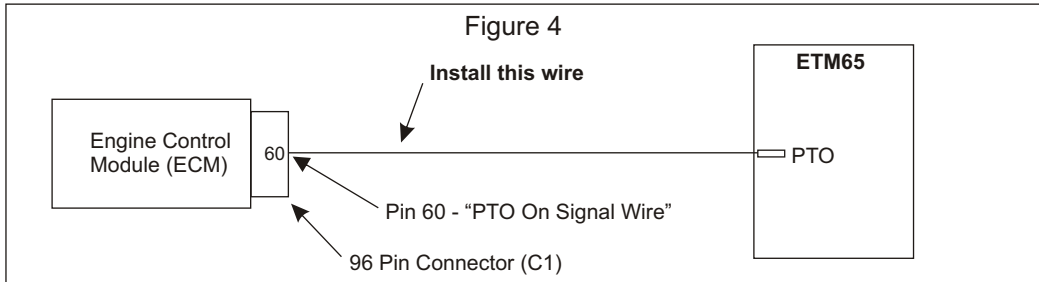 Figure 4
Install this wire
ETM65
Engine Control
Module (ECM)
60
PTO
Pin 60 - “PTO On Signal Wire”
96 Pin Connector (C1)